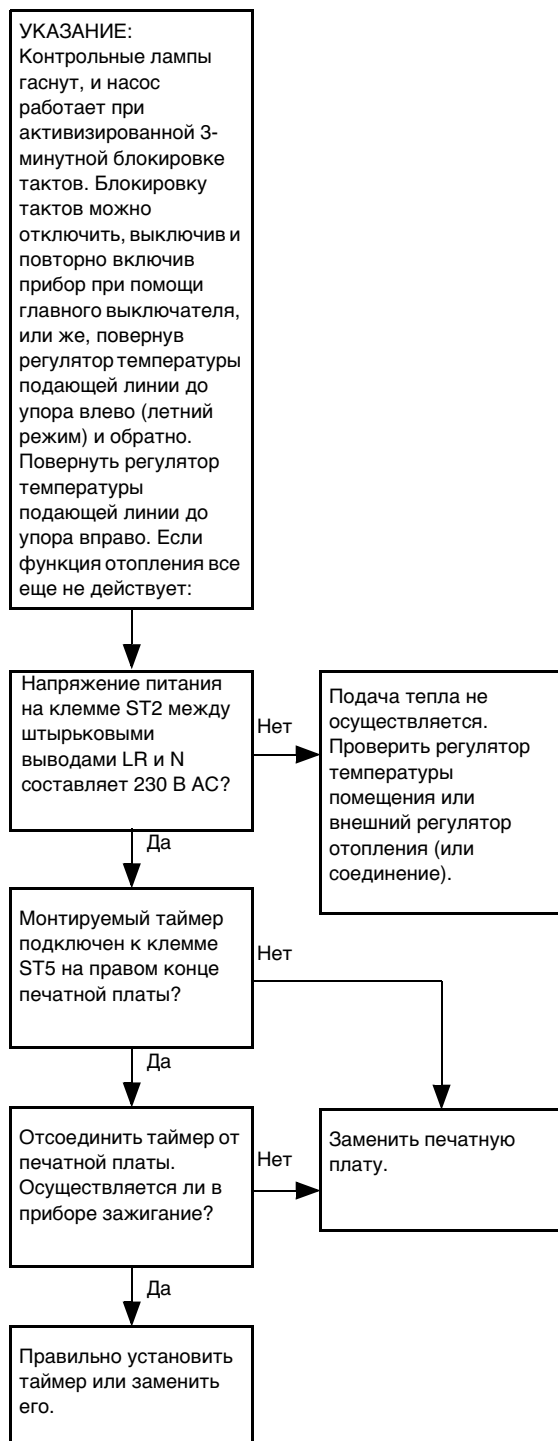 УКАЗАНИЕ:
Контрольные лампы
гаснут, и насос
работает при
активизированной 3-
минутной блокировке
тактов. Блокировку
тактов можно
отключить, выключив и
повторно включив
прибор при помощи
главного выключателя,
или же, повернув
регулятор температуры
подающей линии до
упора влево (летний
режим) и обратно.
Повернуть регулятор
температуры
подающей линии до
упора вправо. Если
функция отопления все
еще не действует:
Напряжение питания
на клемме ST2 между
штырьковыми
выводами LR и N
составляет 230 В AC?
Нет
Подача тепла не
осуществляется.
Проверить регулятор
температуры
помещения или
внешний регулятор
отопления (или
соединение).
Да
Монтируемый таймер
подключен к клемме
ST5 на правом конце
печатной платы?
Нет
Да
Отсоединить таймер от
печатной платы.
Осуществляется ли в
приборе зажигание?
Нет
Заменить печатную
плату.
Да
Правильно установить
таймер или заменить
его.